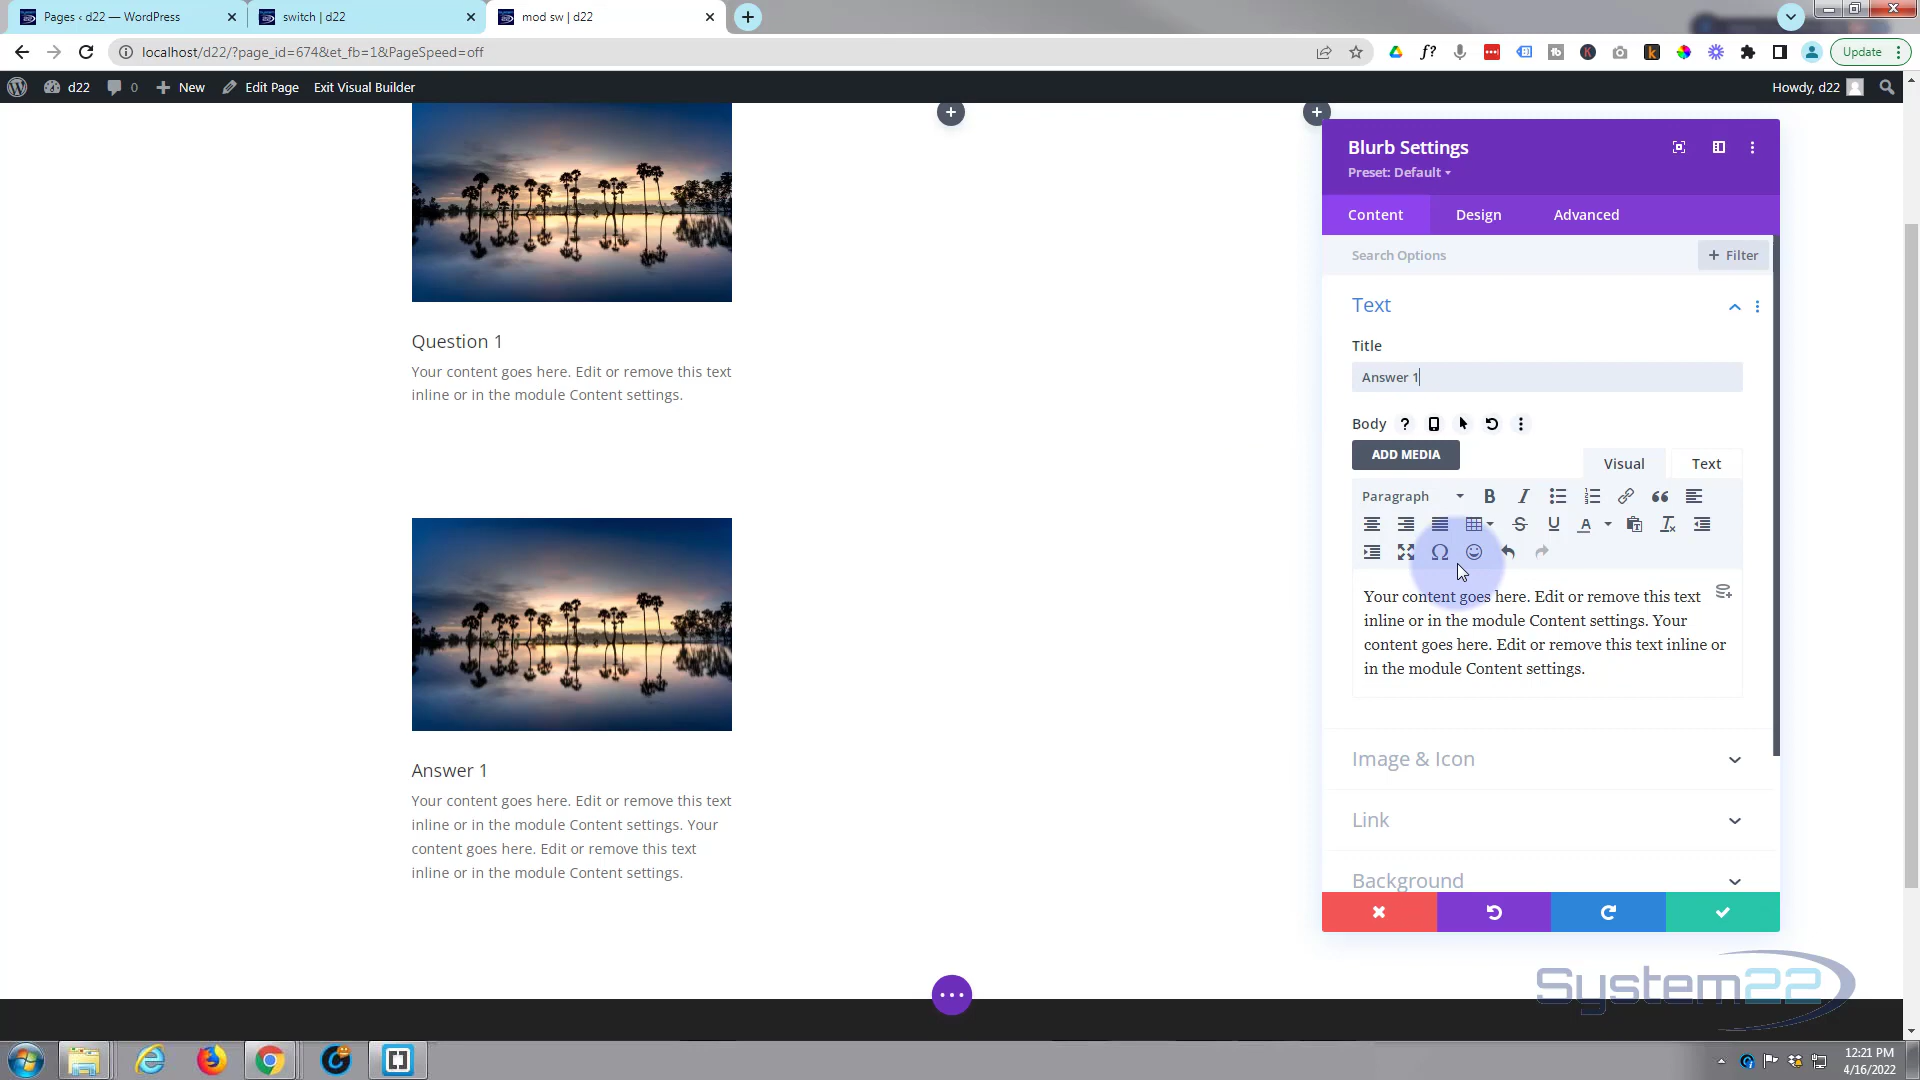 Pages ‹ d22 — WordPress
switch | d22
mod sw | d22
localhost/d22/?page_id=674&et_fb=1&PageSpeed=off
Update
d22
0
New
Edit Page
Exit Visual Builder
Howdy, d22
Question 1
Your content goes here. Edit or remove this text
inline or in the module Content settings.
Answer 1
Your content goes here. Edit or remove this text
inline or in the module Content settings. Your
content goes here. Edit or remove this text
inline or in the module Content settings.
Blurb Settings
Preset: Default
Content
Design
Advanced
Search Options
+ Filter
Text
Title
Answer 1
Body
ADD MEDIA
Visual
Text
Paragraph
Your content goes here. Edit or remove this text
inline or in the module Content settings. Your
content goes here. Edit or remove this text inline or
in the module Content settings.
Image & Icon
Link
Background
System22
12:21 PM
4/16/2022